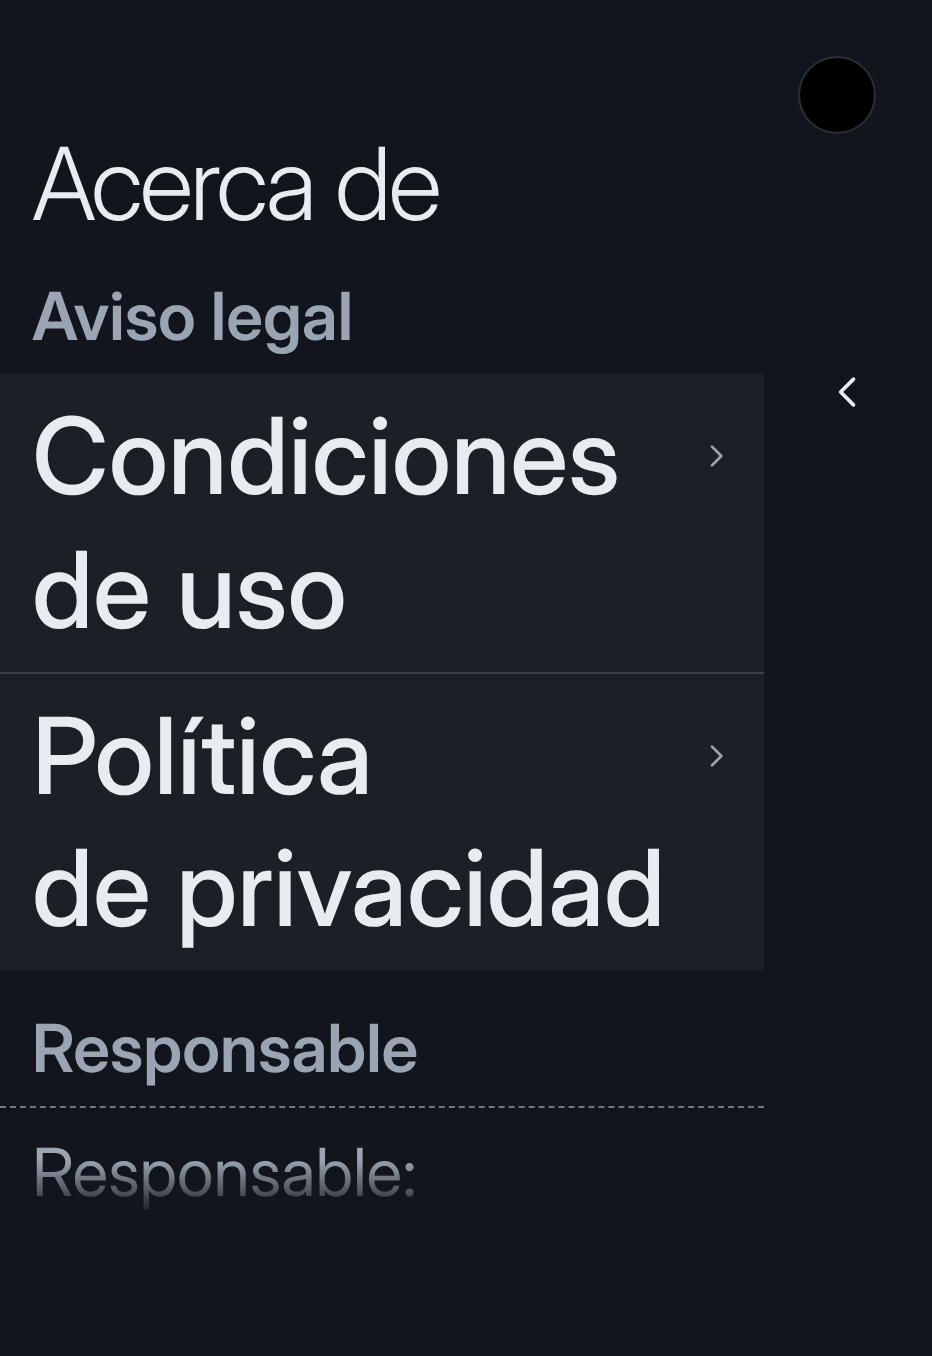 Acerca de
Aviso legal
Condiciones
de uso
Política
de privacidad
Responsable
Responsable: